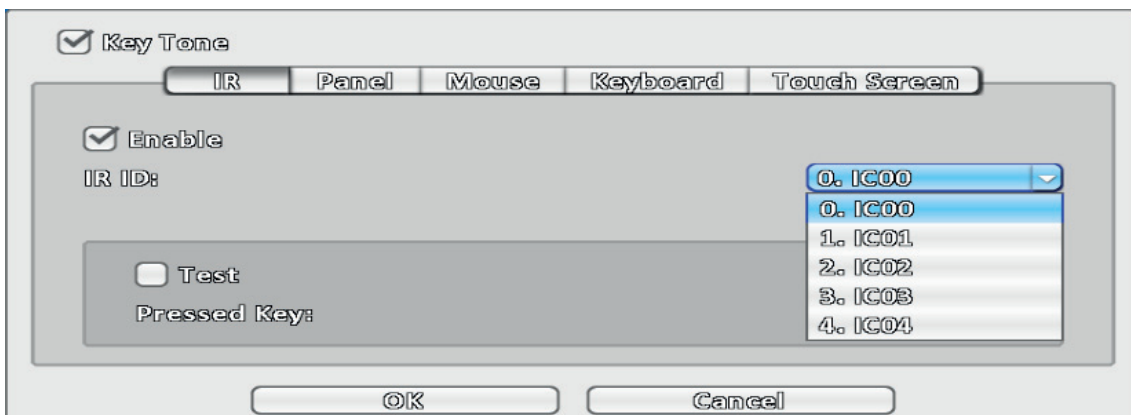 Key Tone
IR Panel Mouse Keyboard Touch Screen
Enable
IR ID: 0. IC00
0. IC00
1. IC01
2. IC02
3. IC03
4. IC04
Test
Pressed Key:
OK Cancel